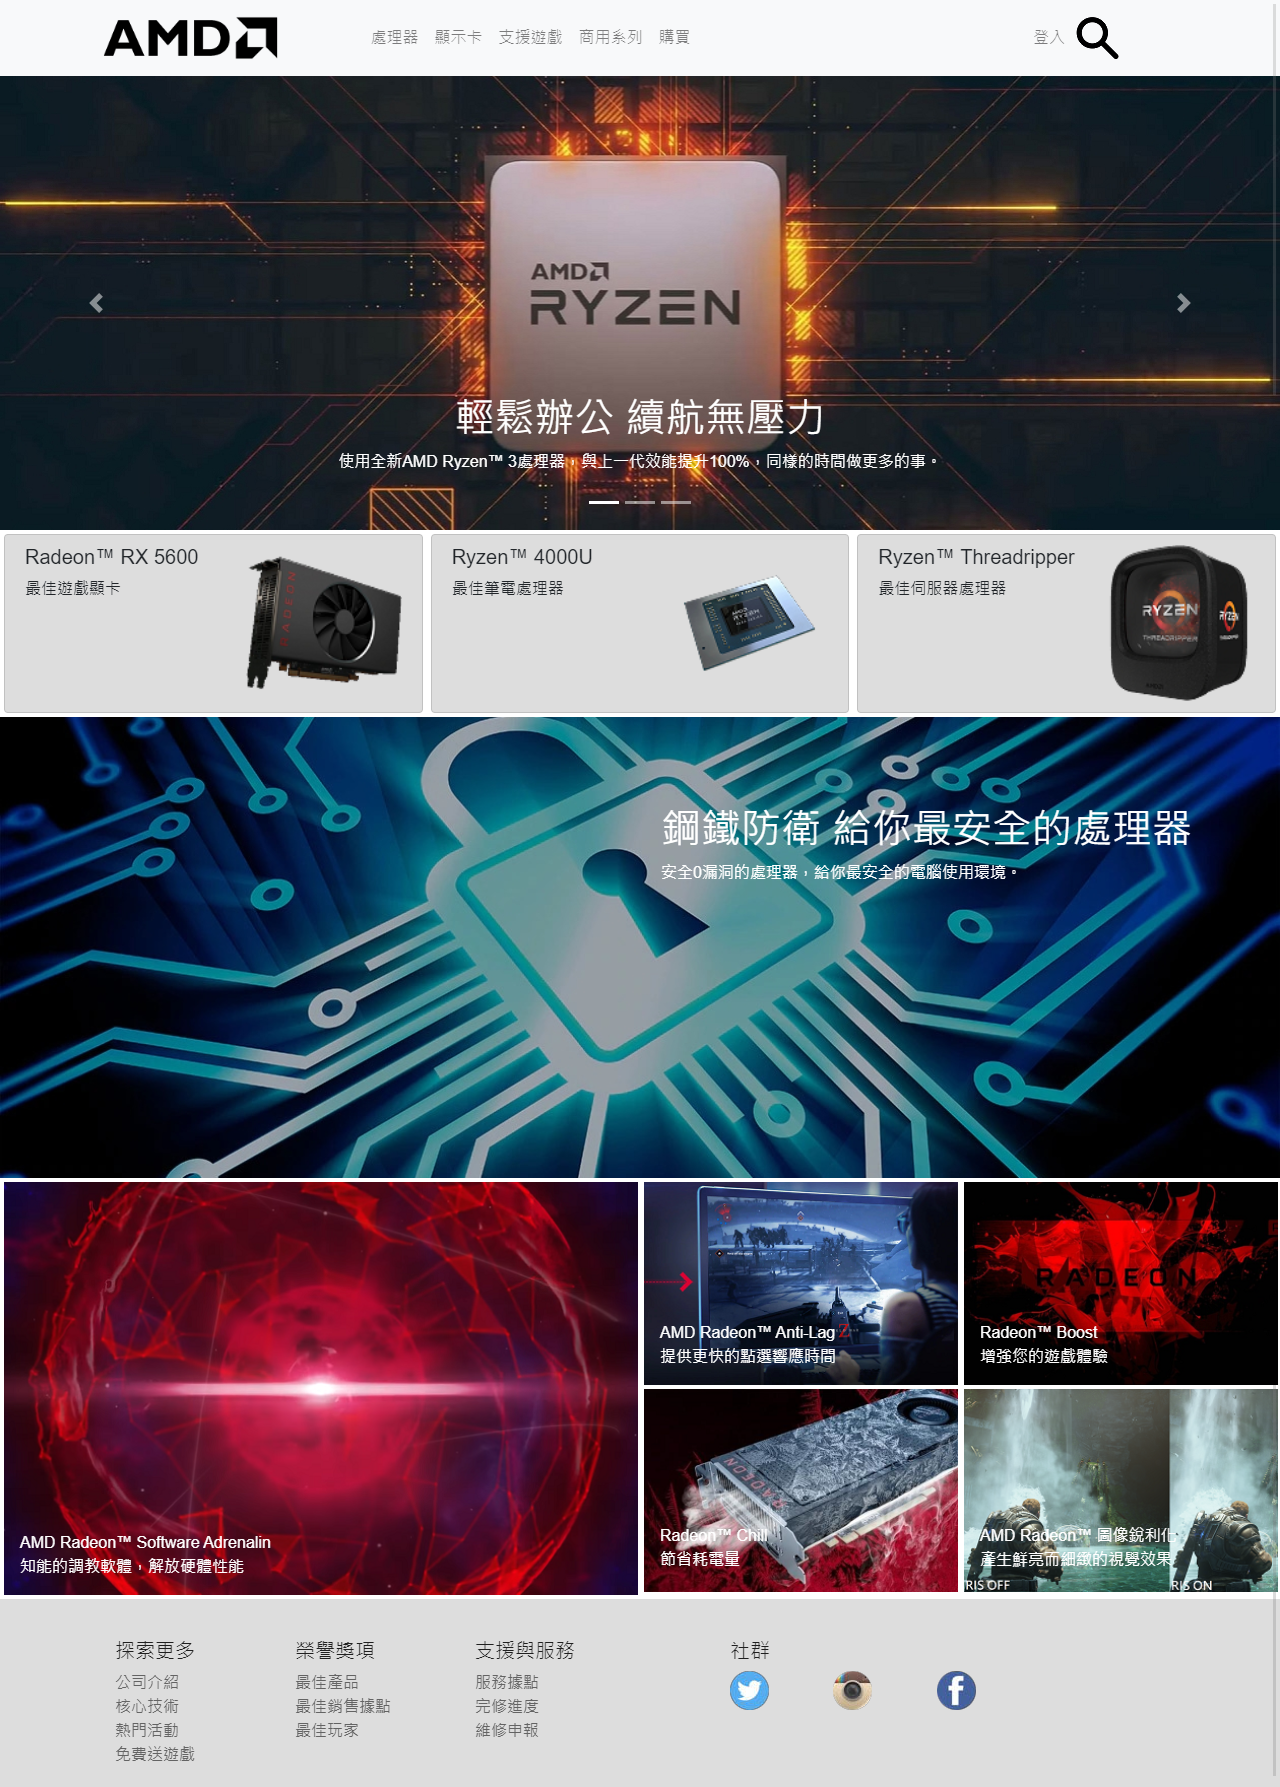 AMD
處理器 顯示卡 支援遊戲 商用系列 購買
登入
AMD
RYZEN
輕鬆辦公 續航無壓力
使用全新AMD Ryzen™ 3處理器，與上一代效能提升100%，同樣的時間做更多的事。
Radeon™ RX 5600
最佳遊戲顯卡
RADEON
Ryzen™ 4000U
最佳筆電處理器
Ryzen™ Threadripper
最佳伺服器處理器
RYZEN
THREADRIPPER
RYZEN
鋼鐵防衛 給你最安全的處理器
安全0漏洞的處理器，給你最安全的電腦使用環境。
AMD Radeon™ Software Adrenalin
知能的調教軟體，解放硬體性能
AMD Radeon™ Anti-Lag
提供更快的點選響應時間
RADEON
Radeon™ Boost
增強您的遊戲體驗
RADEON
Radeon™ Chill
節省耗電量
AMD Radeon™ 圖像銳利化
產生鮮亮而細緻的視覺效果
RIS OFF
RIS ON
探索更多
公司介紹
核心技術
熱門活動
免費送遊戲
榮譽獎項
最佳產品
最佳銷售據點
最佳玩家
支援與服務
服務據點
完修進度
維修申報
社群